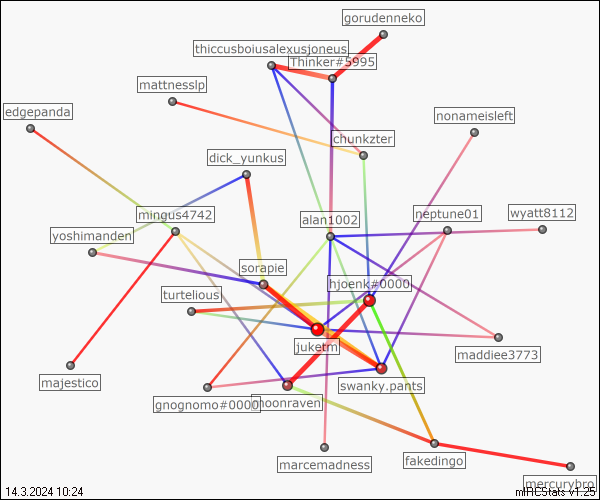 gorudenneko
thiccusboiusalexusjoneus
Thinker#5995
mattnesslp
edgepanda
nonameisleft
chunkzter
dick_yunkus
mingus4742
alan1002
neptune01
wyatt8112
yoshimanden
sorapie
hjoenk#0000
turtelious
juketm
maddiee3773
majestico
swanky.pants
gnognomo#0000
moonraven
marcemadness
fakedingo
mercurybro
14.3.2024 10:24
mIRCStats v1.25